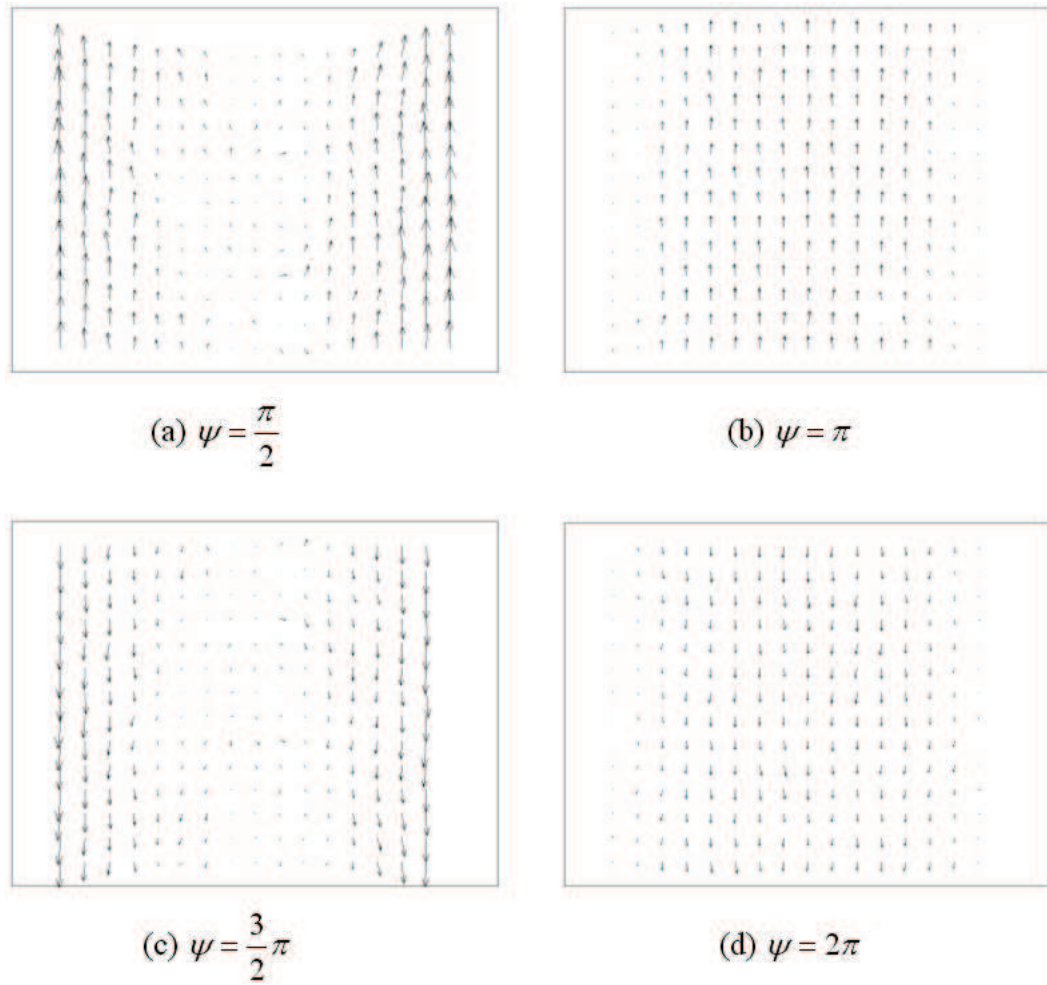 (a) ψ = π/2
(b) ψ = π
(c) ψ = 3/2 π
(d) ψ = 2π